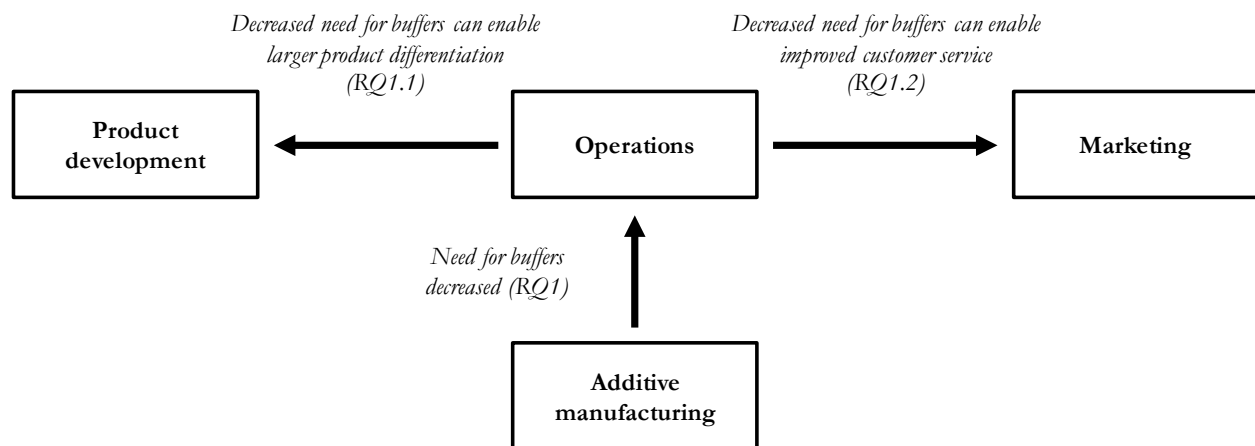 Decreased need for buffers can enable
larger product differentiation
(RQ1.1)
Decreased need for buffers can enable
improved customer service
(RQ1.2)
Product
development
Operations
Marketing
Need for buffers
decreased (RQ1)
Additive
manufacturing